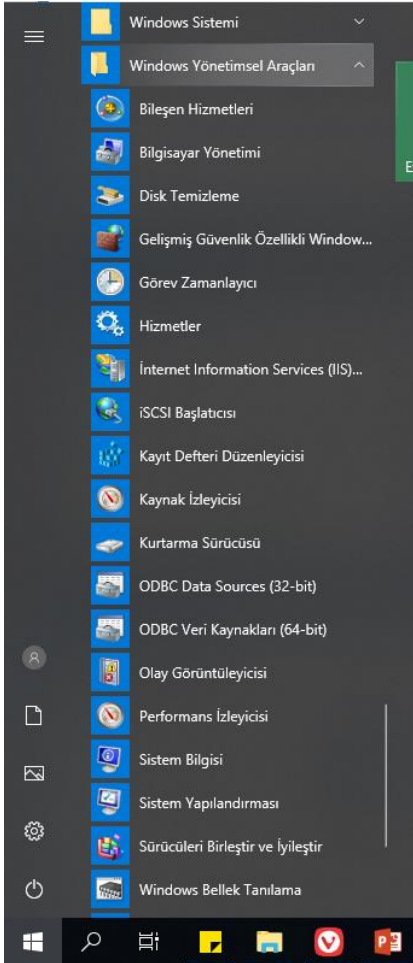 Windows Sistemi
Windows Yönetimsel Araçları
Bileşen Hizmetleri
Bilgisayar Yönetimi
Disk Temizleme
Gelişmiş Güvenlik Özellikli Window...
Görev Zamanlayıcı
Hizmetler
İnternet Information Services (IIS)...
iSCSI Başlatıcısı
Kayıt Defteri Düzenleyicisi
Kaynak İzleyicisi
Kurtarma Sürücüsü
ODBC Data Sources (32-bit)
ODBC Veri Kaynakları (64-bit)
Olay Görüntüleyicisi
Performans İzleyicisi
Sistem Bilgisi
Sistem Yapılandırması
Sürücüleri Birleştir ve İyileştir
Windows Bellek Tanılama